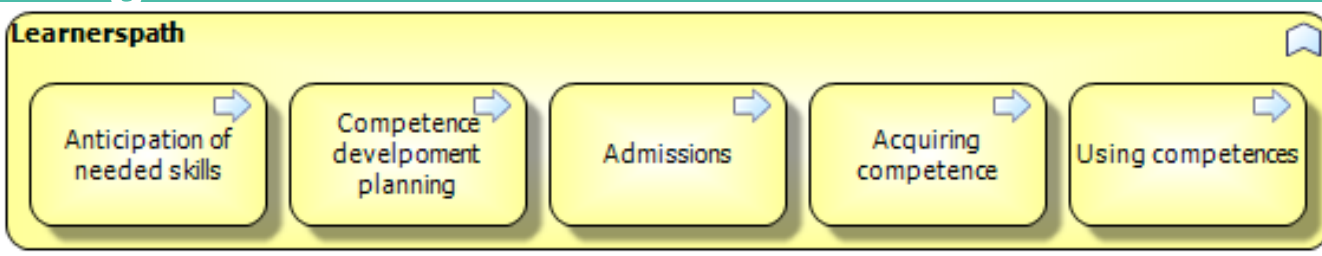 Learnerspath
Anticipation of
needed skills
Competence
develpoment
planning
Admissions
Acquiring
competence
Using competences